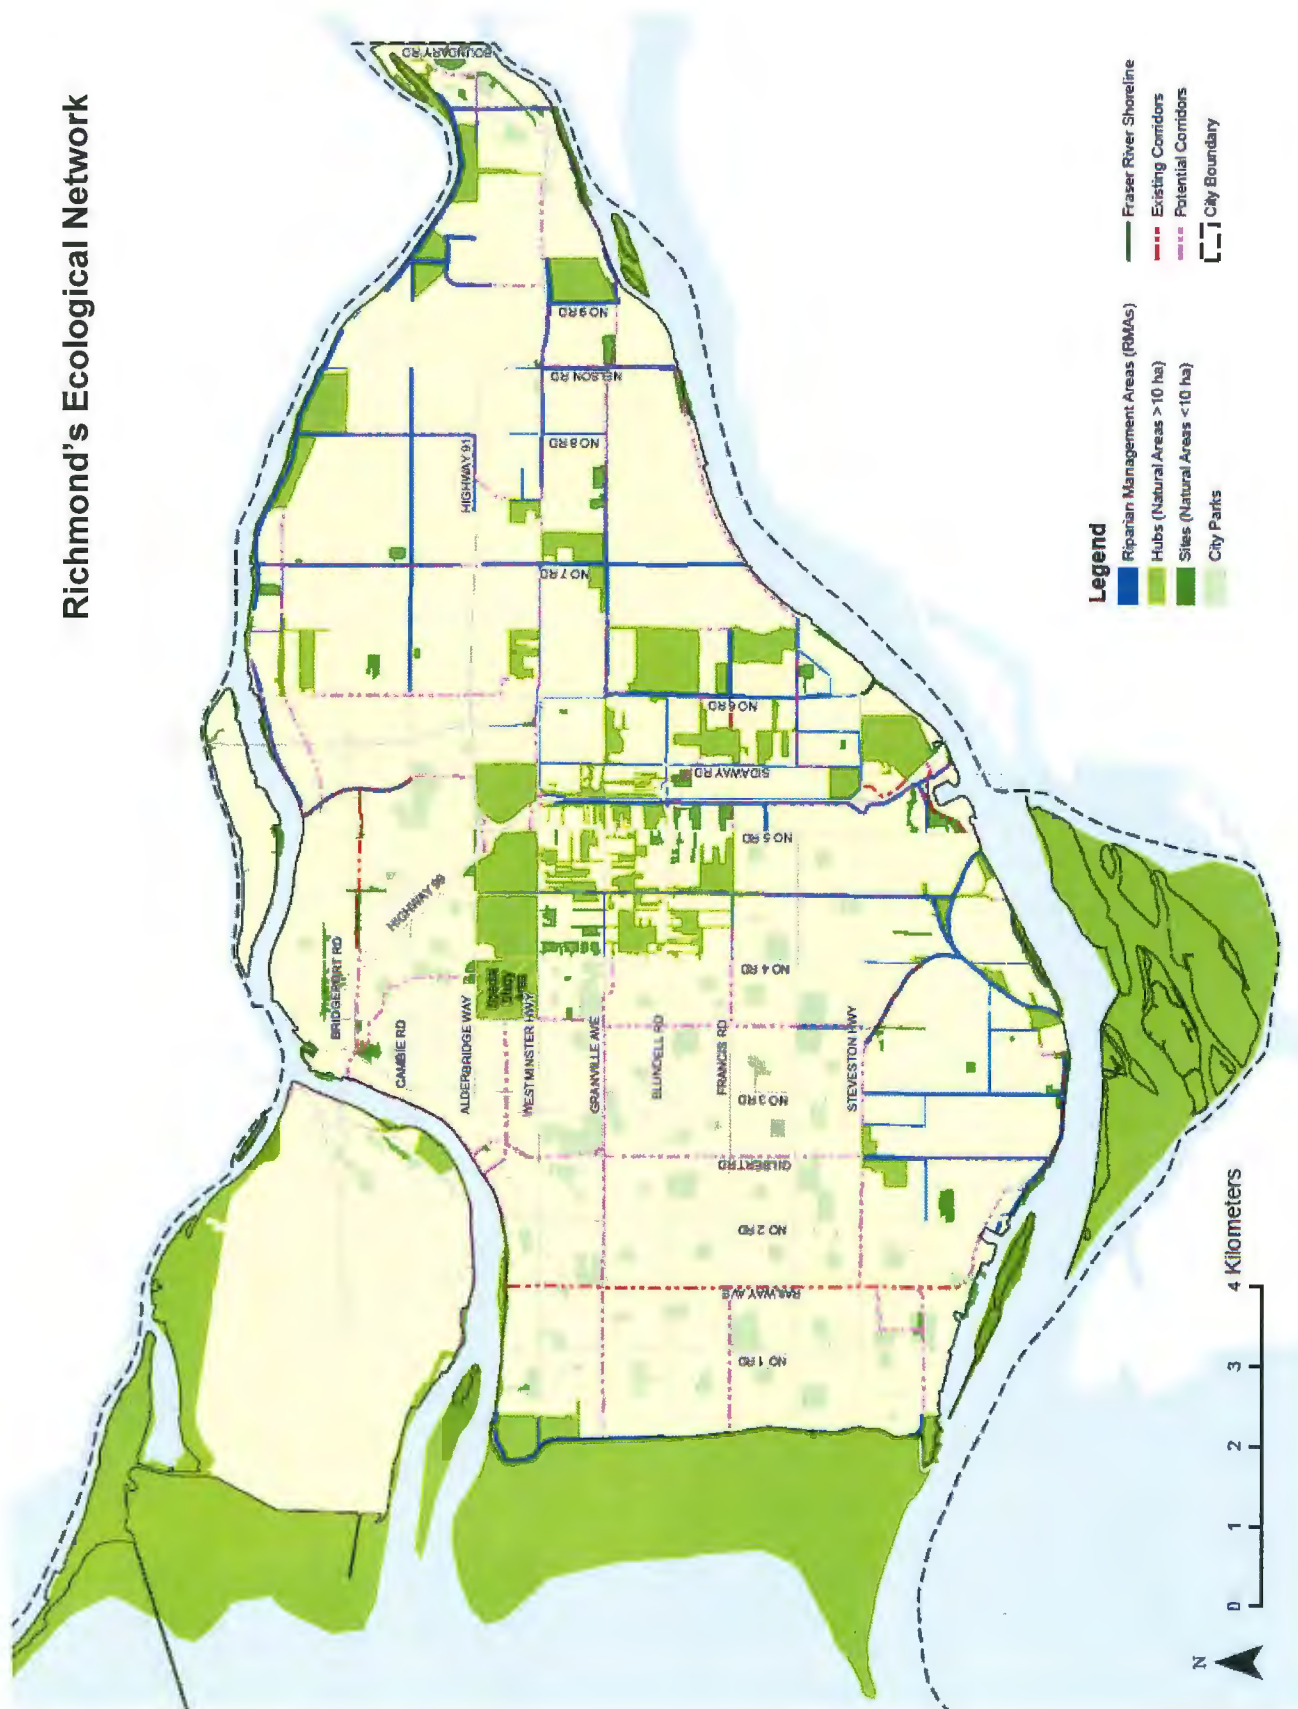 Richmond's Ecological Network
BOUNDARY RD
NO 9 RD
NELSON RD
NO 8 RD
HIGHWAY 91
NO 7 RD
NO 6 RD
SIDAWAY RD
NO 5 RD
HIGHWAY 99
BRIDGEPORT RD
NO 4 RD
CAMBIE RD
ALDERBRIDGE WAY
WESTMINSTER HWY
GRANVILLE AVE
BLUNDELL RD
FRANCIS RD
STEVESTON HWY
NO 3 RD
GILBERT RD
NO 2 RD
RAILWAY AVE
NO 1 RD
Legend
Riparian Management Areas (RMAs)
Hubs (Natural Areas >10 ha)
Sites (Natural Areas <10 ha)
City Parks
Fraser River Shoreline
Existing Corridors
Potential Corridors
City Boundary
N
0 1 2 3 4 Kilometers